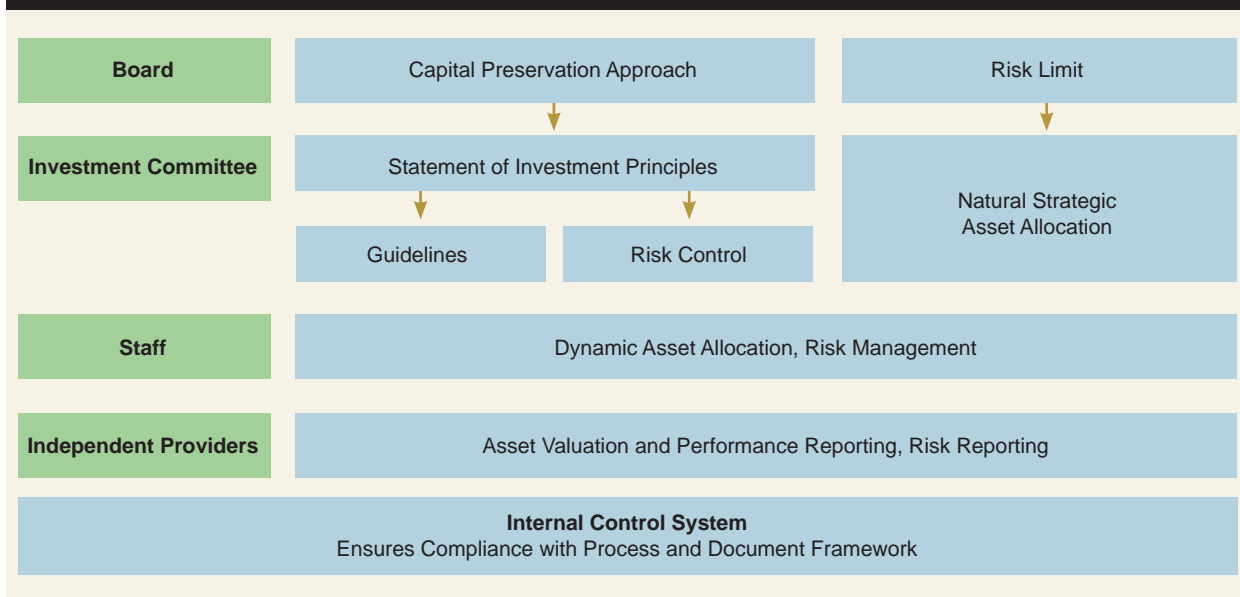 Board
Capital Preservation Approach
Risk Limit
Investment Committee
Statement of Investment Principles
Natural Strategic
Asset Allocation
Guidelines
Risk Control
Staff
Dynamic Asset Allocation, Risk Management
Independent Providers
Asset Valuation and Performance Reporting, Risk Reporting
Internal Control System
Ensures Compliance with Process and Document Framework